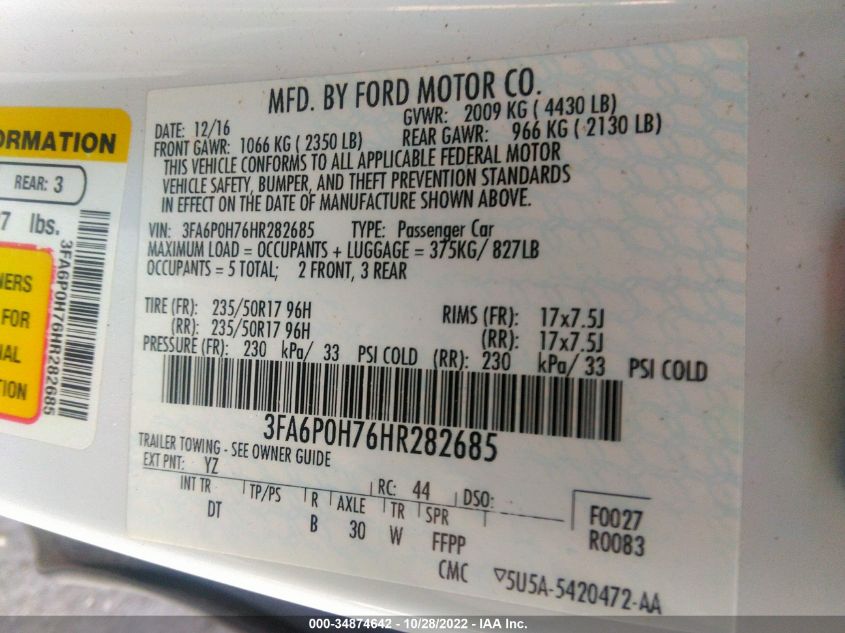 ORMATION
REAR: 3
7 lbs.
NERS
FOR
IAL
TION
3FA6P0H76HR282685
MFD. BY FORD MOTOR CO.
DATE: 12/16 GVWR: 2009 KG ( 4430 LB)
FRONT GAWR: 1066 KG ( 2350 LB) REAR GAWR: 966 KG ( 2130 LB)
THIS VEHICLE CONFORMS TO ALL APPLICABLE FEDERAL MOTOR
VEHICLE SAFETY, BUMPER, AND THEFT PREVENTION STANDARDS
IN EFFECT ON THE DATE OF MANUFACTURE SHOWN ABOVE.
VIN: 3FA6P0H76HR282685 TYPE: Passenger Car
MAXIMUM LOAD = OCCUPANTS + LUGGAGE = 375KG/ 827LB
OCCUPANTS = 5 TOTAL; 2 FRONT, 3 REAR
TIRE (FR): 235/50R17 96H RIMS (FR): 17x7.5J
(RR): 235/50R17 96H (RR): 17x7.5J
PRESSURE (FR): 230 kPa/ 33 PSI COLD (RR): 230 kPa/ 33 PSI COLD
3FA6P0H76HR282685
TRAILER TOWING - SEE OWNER GUIDE
EXT PNT: YZ RC: 44 DSO:
INT TR TP/PS R AXLE TR SPR F0027
DT B 30 W FFPP R0083
CMC 5U5A-5420472-AA
000-34874642 - 10/28/2022 - IAA Inc.